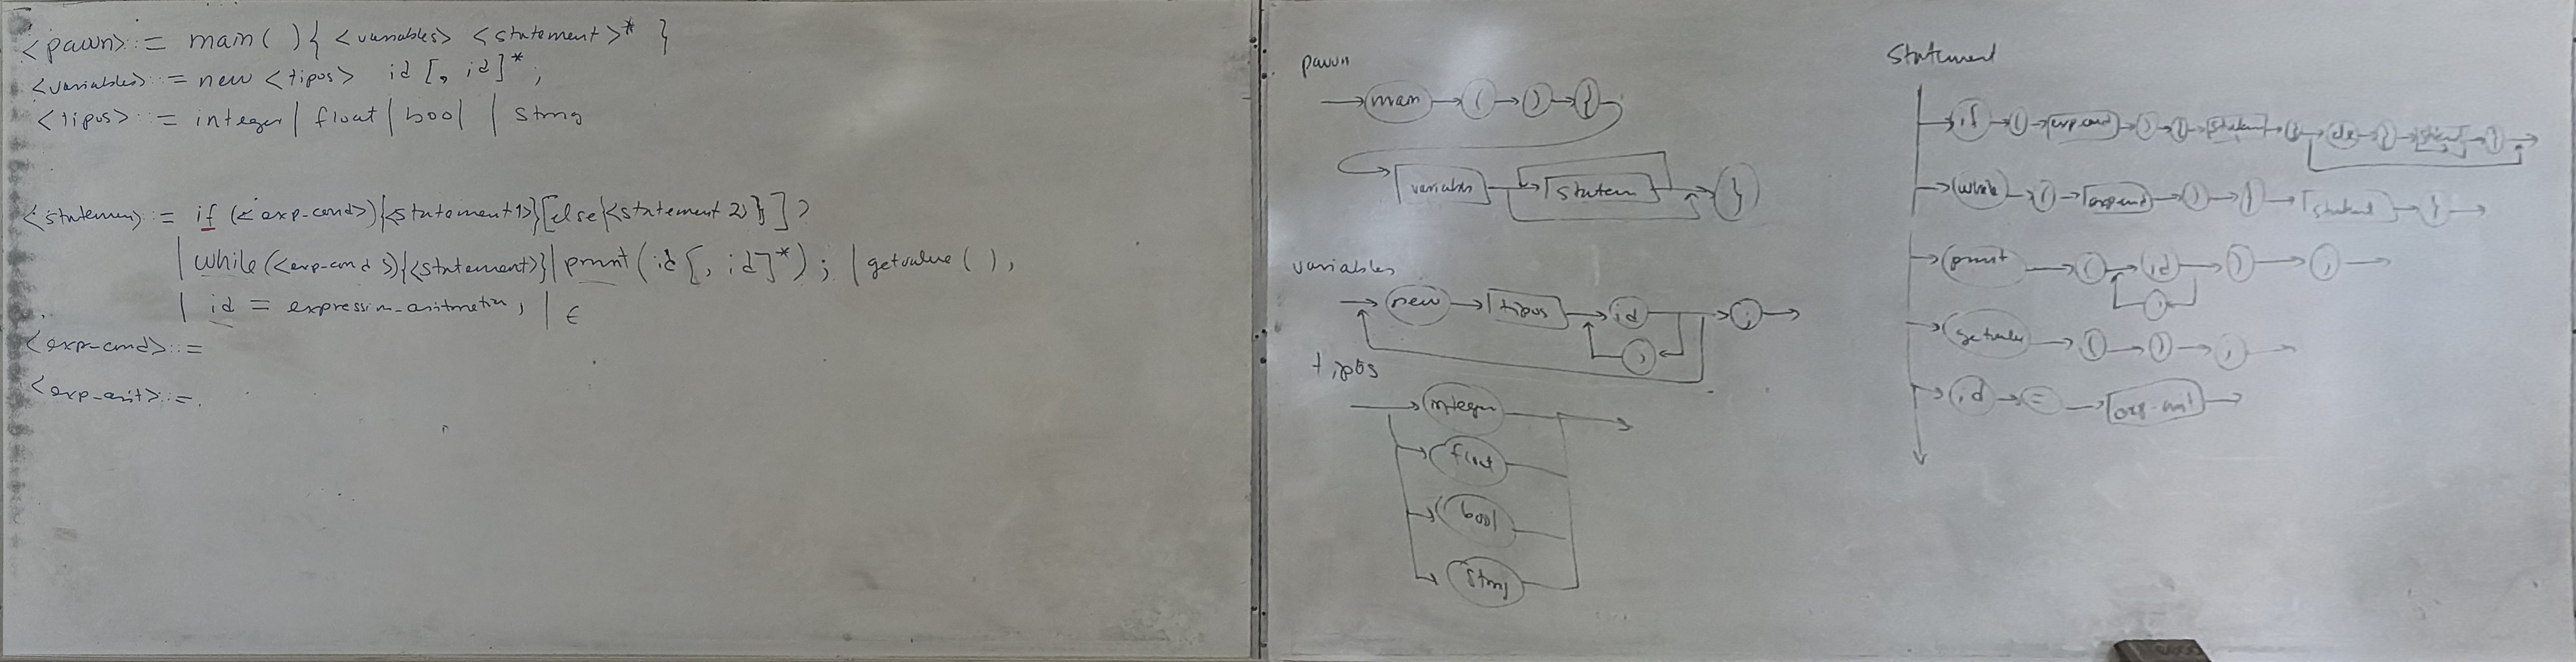 <pawn> ::= main( ){ <variables> <statement>* }
<variables> ::= new <tipos> id [, id]* ;
<tipos> ::= integer | float | bool | string
<statement> ::= if (<exp-cond>){<statement1>}[else{<statement2>}]?
| while(<exp-cond>){<statement>}| print(id[, id]*); | getvalue( );
| id = expression-aritmetica; | ϵ
<exp-cond> ::=
<exp-arit> ::=
pawn
main ( ) {
variables statem }
variables
new tipos id ;
,
tipos
integer
float
bool
string
Statement
if ( exp-cond ) { statem } else { statem }
while ( exp-cond ) { statement }
print ( id ) ;
,
getvalue ( ) ;
id = exp-arit